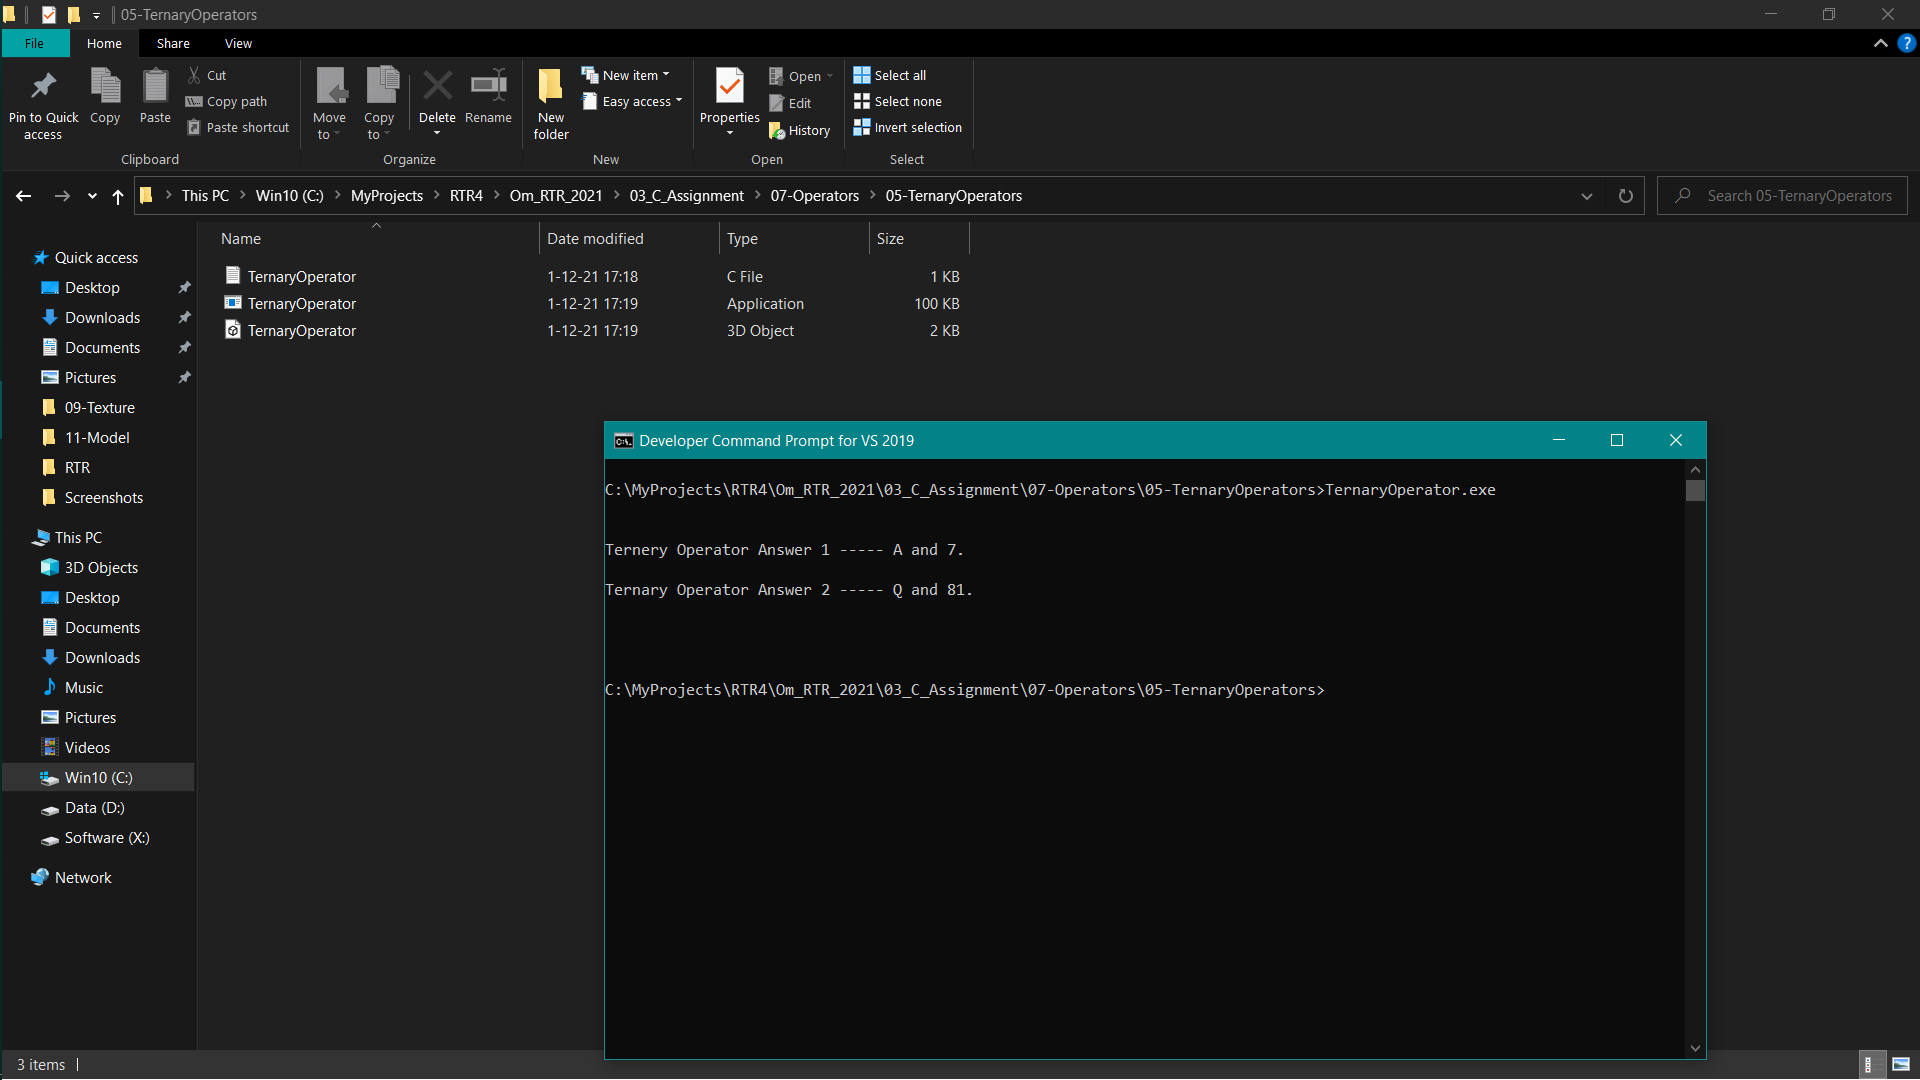 05-TernaryOperators
File Home Share View
Pin to Quick access
Copy
Paste
Cut
Copy path
Paste shortcut
Clipboard
Move to
Copy to
Delete
Rename
Organize
New folder
New item
Easy access
New
Properties
Open
Edit
History
Open
Select all
Select none
Invert selection
Select
This PC > Win10 (C:) > MyProjects > RTR4 > Om_RTR_2021 > 03_C_Assignment > 07-Operators > 05-TernaryOperators
Search 05-TernaryOperators
Name Date modified Type Size
TernaryOperator 1-12-21 17:18 C File 1 KB
TernaryOperator 1-12-21 17:19 Application 100 KB
TernaryOperator 1-12-21 17:19 3D Object 2 KB
Quick access
Desktop
Downloads
Documents
Pictures
09-Texture
11-Model
RTR
Screenshots
This PC
3D Objects
Desktop
Documents
Downloads
Music
Pictures
Videos
Win10 (C:)
Data (D:)
Software (X:)
Network
3 items
C:\. Developer Command Prompt for VS 2019
C:\MyProjects\RTR4\Om_RTR_2021\03_C_Assignment\07-Operators\05-TernaryOperators>TernaryOperator.exe
Ternery Operator Answer 1 ----- A and 7.
Ternary Operator Answer 2 ----- Q and 81.
C:\MyProjects\RTR4\Om_RTR_2021\03_C_Assignment\07-Operators\05-TernaryOperators>